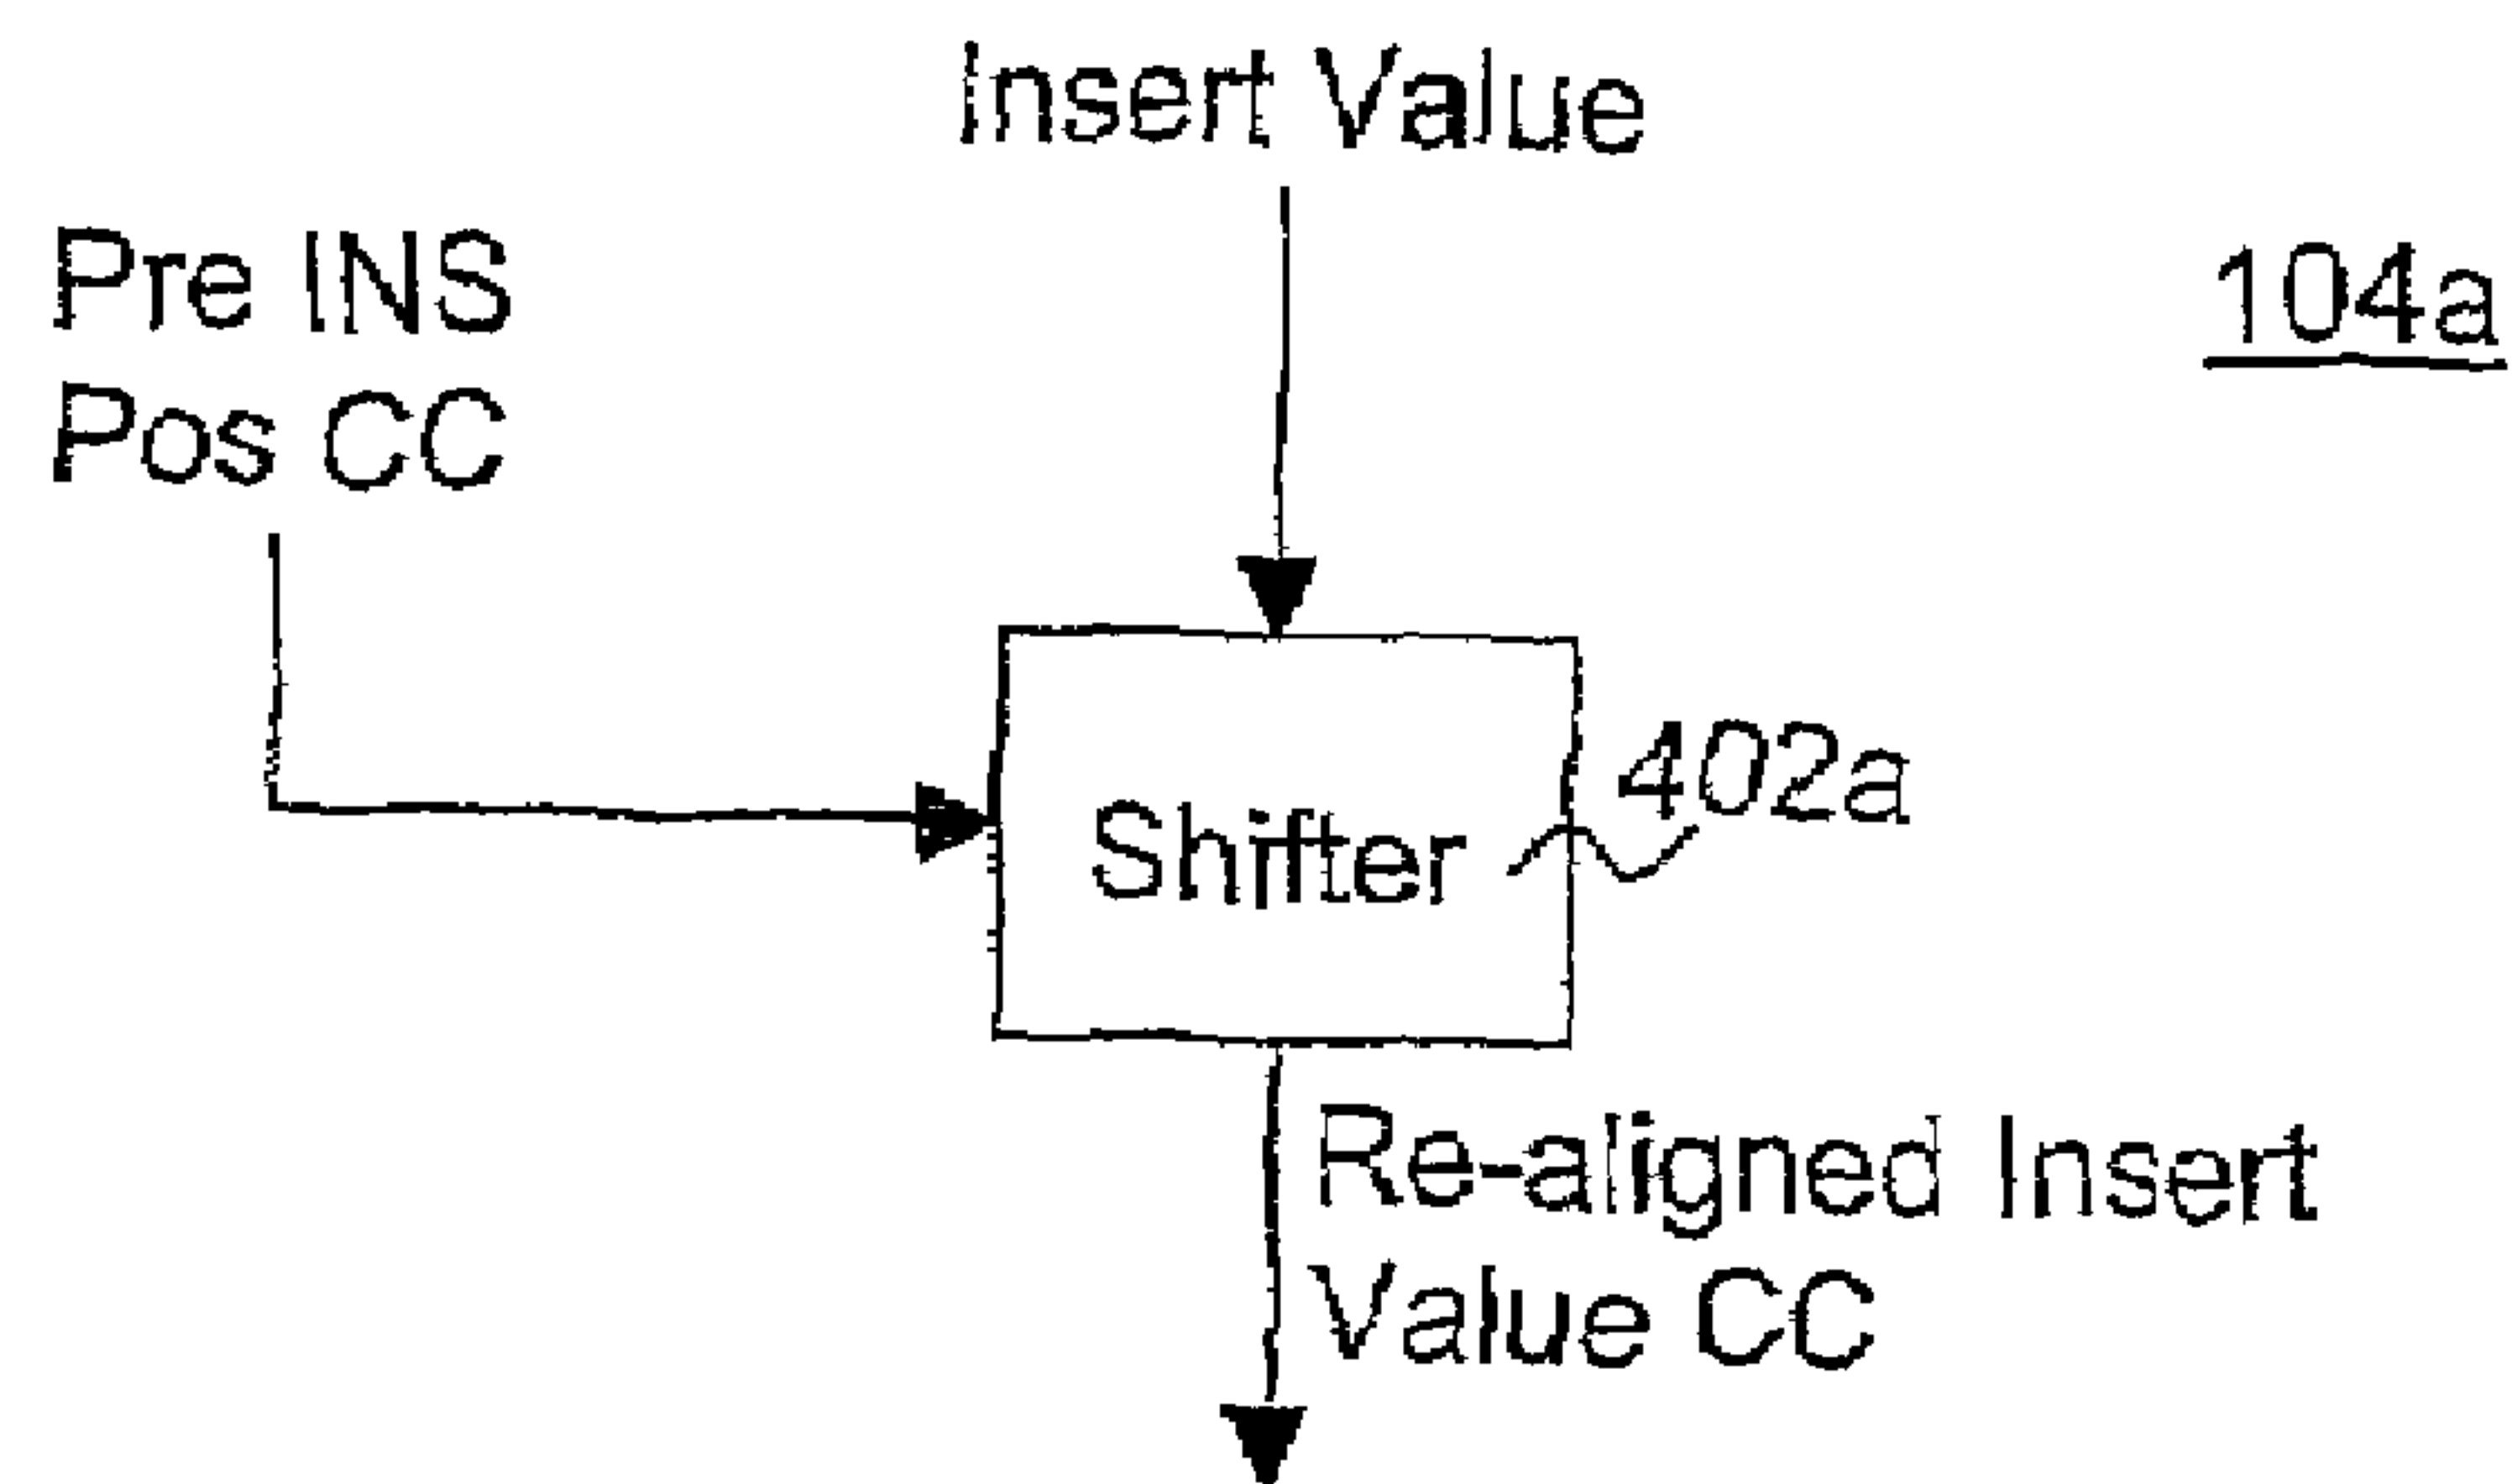 Insert Value
Pre INS
Pos CC
104a
402a
Shifter
Re-aligned Insert
Value CC